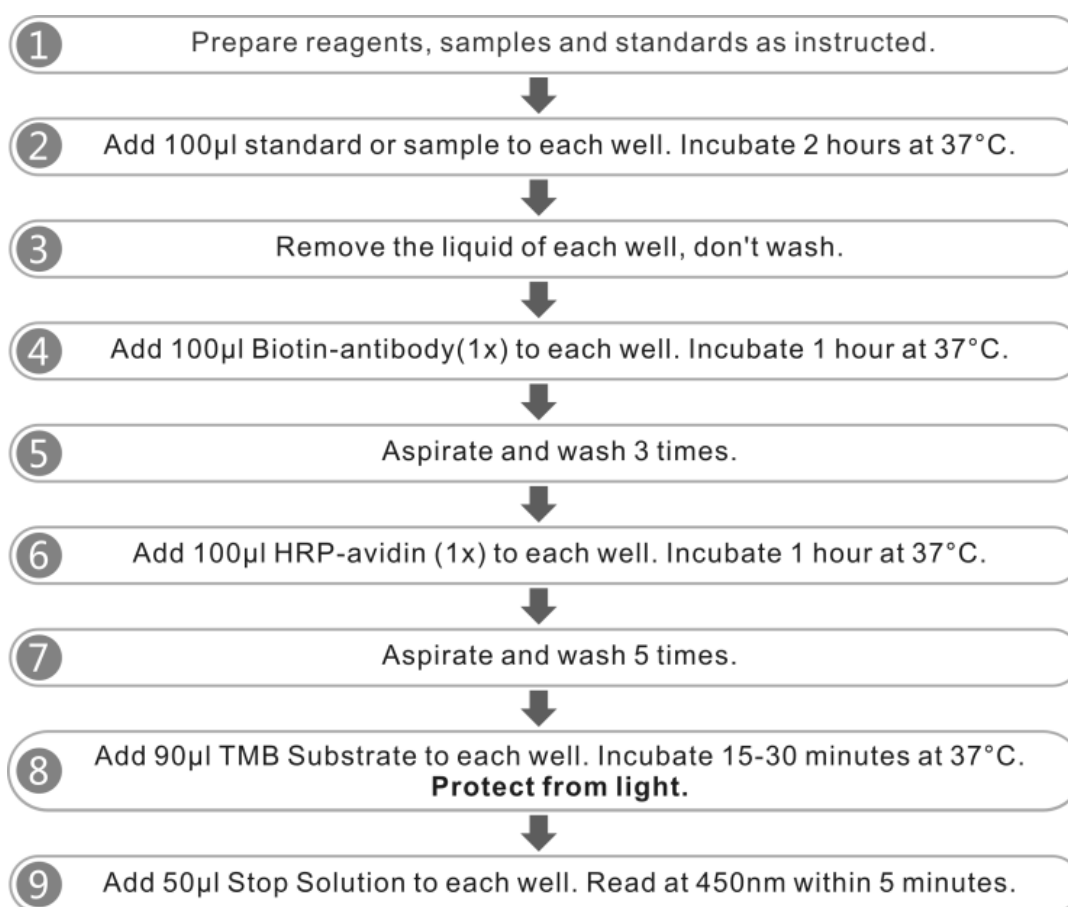 1 Prepare reagents, samples and standards as instructed.
2 Add 100μl standard or sample to each well. Incubate 2 hours at 37°C.
3 Remove the liquid of each well, don't wash.
4 Add 100μl Biotin-antibody(1x) to each well. Incubate 1 hour at 37°C.
5 Aspirate and wash 3 times.
6 Add 100μl HRP-avidin (1x) to each well. Incubate 1 hour at 37°C.
7 Aspirate and wash 5 times.
8 Add 90μl TMB Substrate to each well. Incubate 15-30 minutes at 37°C.
Protect from light.
9 Add 50μl Stop Solution to each well. Read at 450nm within 5 minutes.